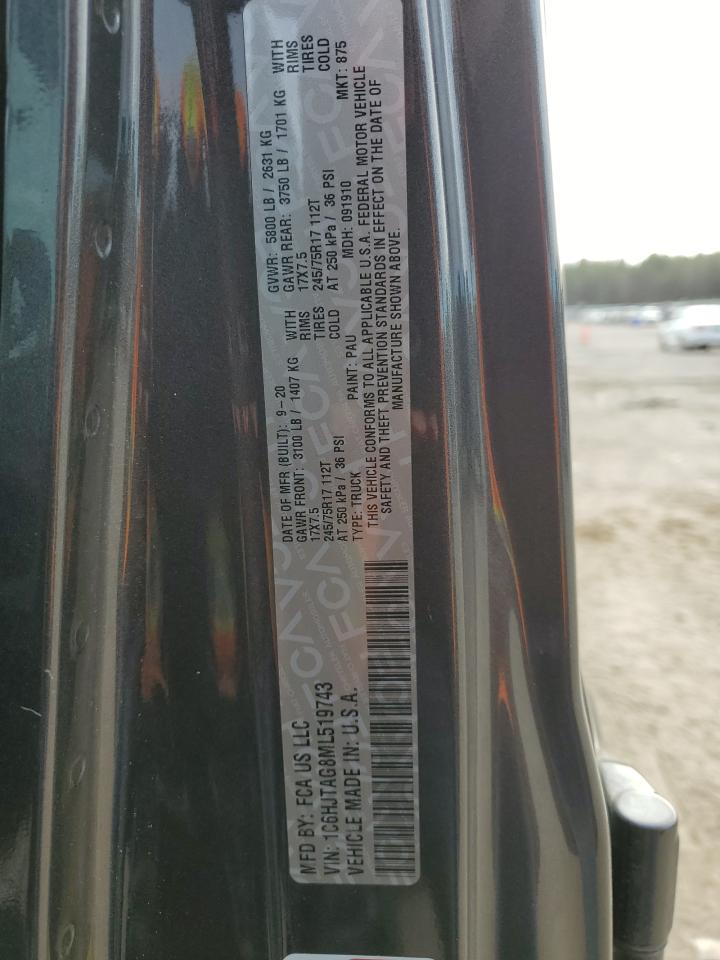 MFD BY: FCA US LLC
DATE OF MFR (BUILT): 9-20
GVWR: 5800 LB / 2631 KG
GAWR FRONT: 3100 LB / 1407 KG WITH
GAWR REAR: 3750 LB / 1701 KG WITH
17X7.5 RIMS
17X7.5 RIMS
245/75R17 112T TIRES
245/75R17 112T TIRES
AT 250 kPa / 36 PSI COLD
AT 250 kPa / 36 PSI COLD
VIN: 1C6HJTAG8ML519743
TYPE: TRUCK PAINT: PAU MDH: 091910 MKT: 875
VEHICLE MADE IN: U.S.A.
THIS VEHICLE CONFORMS TO ALL APPLICABLE U.S.A. FEDERAL MOTOR VEHICLE
SAFETY AND THEFT PREVENTION STANDARDS IN EFFECT ON THE DATE OF
MANUFACTURE SHOWN ABOVE.